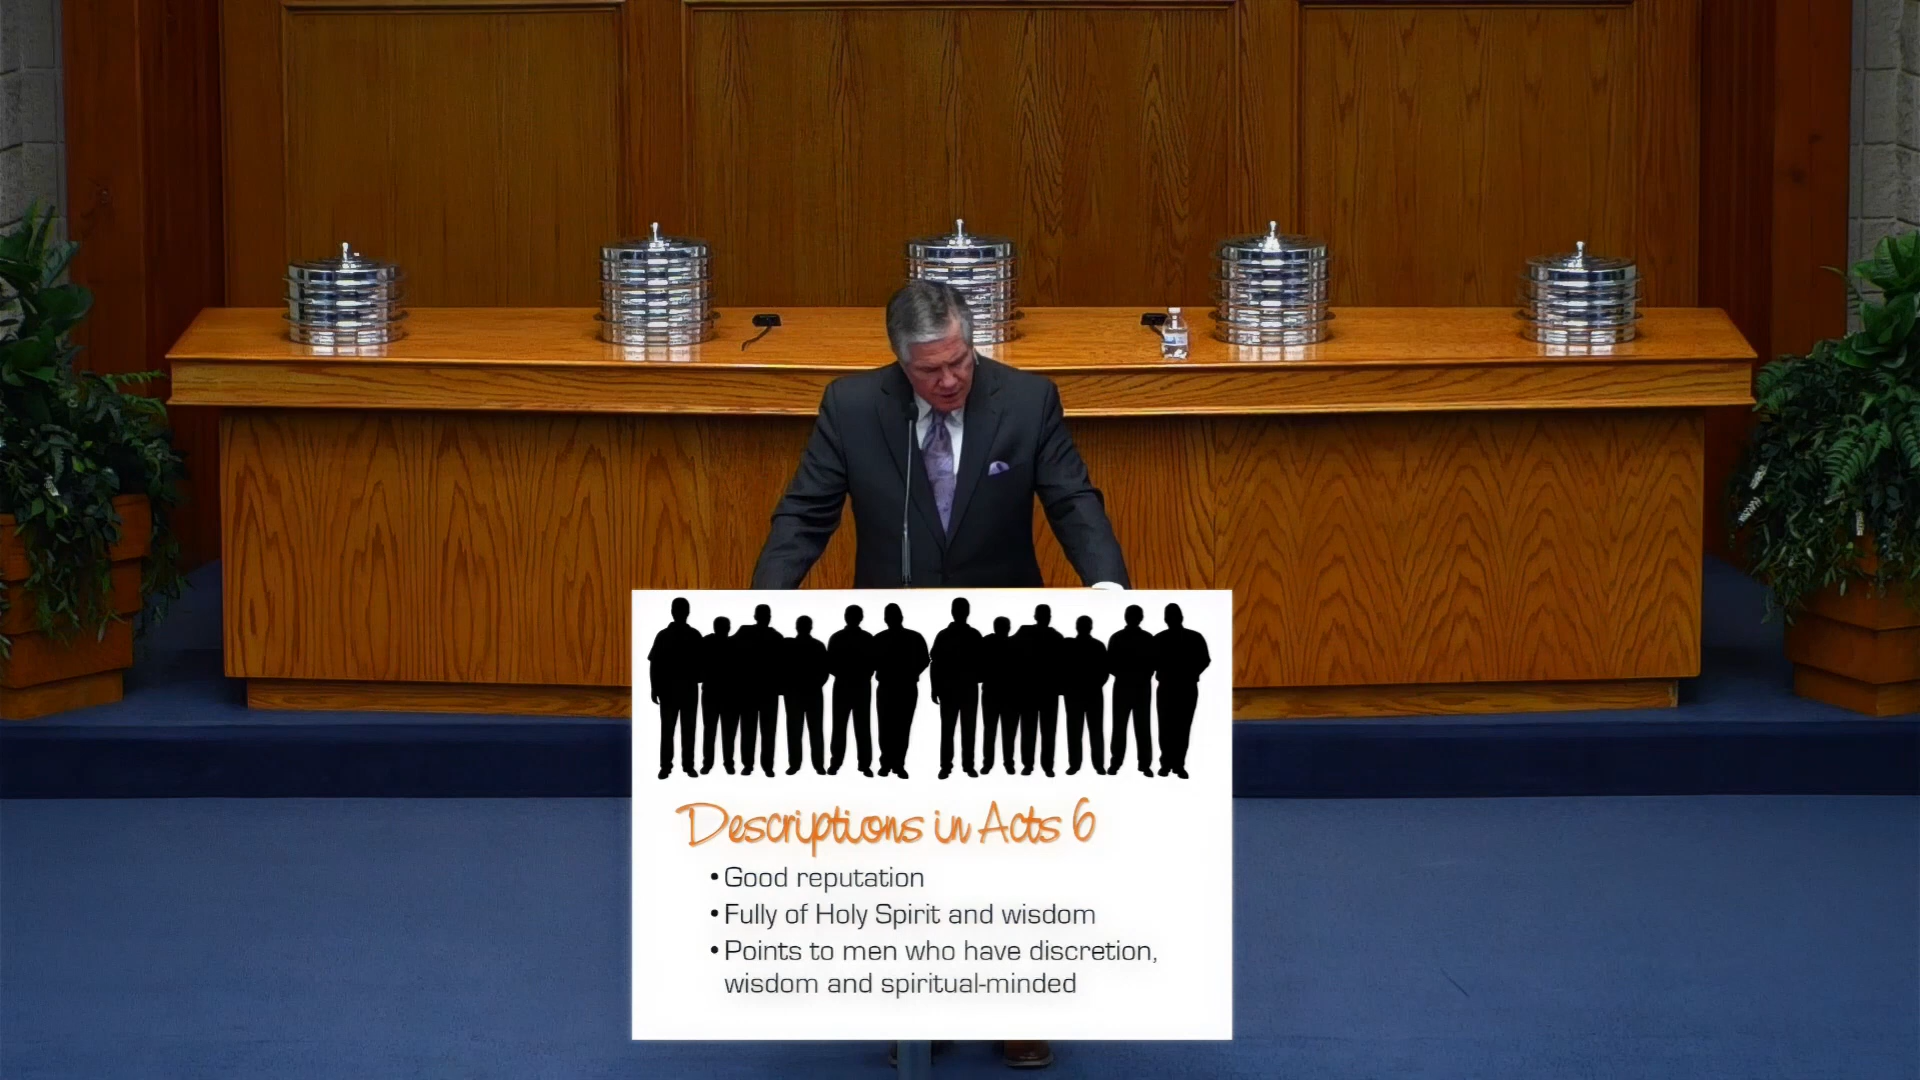 Descriptions in Acts 6
• Good reputation
• Fully of Holy Spirit and wisdom
• Points to men who have discretion,
wisdom and spiritual-minded